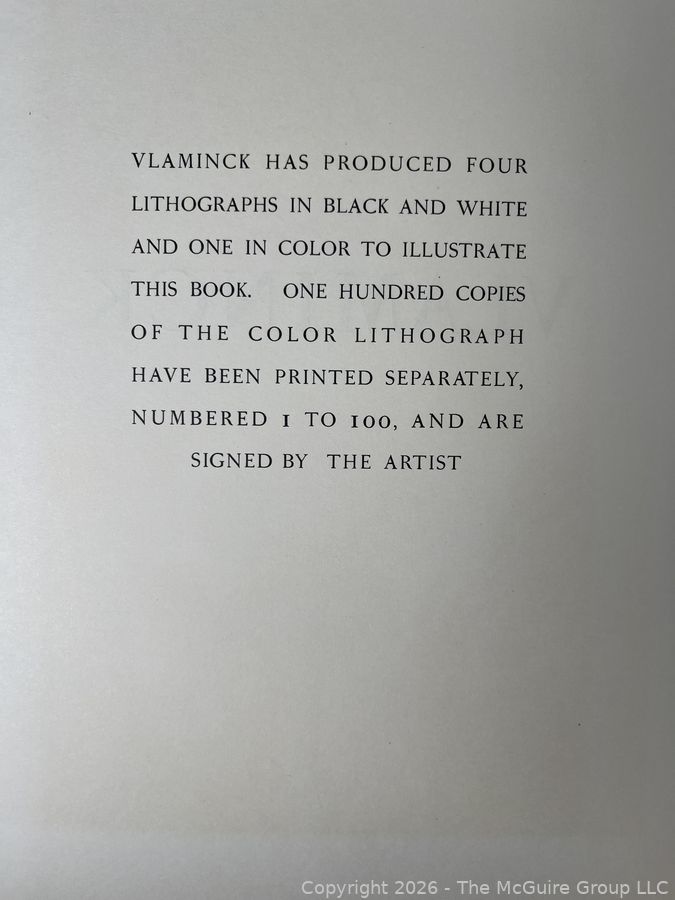 VLAMINCK HAS PRODUCED FOUR
LITHOGRAPHS IN BLACK AND WHITE
AND ONE IN COLOR TO ILLUSTRATE
THIS BOOK. ONE HUNDRED COPIES
OF THE COLOR LITHOGRAPH
HAVE BEEN PRINTED SEPARATELY,
NUMBERED 1 TO 100, AND ARE
SIGNED BY THE ARTIST
Copyright 2026 - The McGuire Group LLC